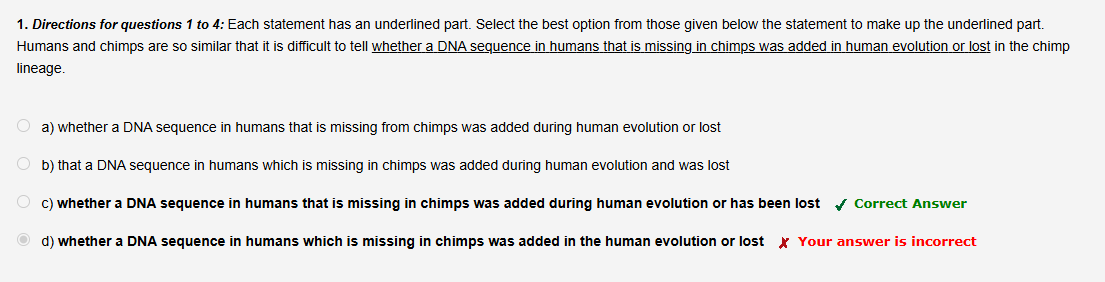 1. Directions for questions 1 to 4: Each statement has an underlined part. Select the best option from those given below the statement to make up the underlined part.
Humans and chimps are so similar that it is difficult to tell whether a DNA sequence in humans that is missing in chimps was added in human evolution or lost in the chimp
lineage.
a) whether a DNA sequence in humans that is missing from chimps was added during human evolution or lost
b) that a DNA sequence in humans which is missing in chimps was added during human evolution and was lost
c) whether a DNA sequence in humans that is missing in chimps was added during human evolution or has been lost ✓ Correct Answer
d) whether a DNA sequence in humans which is missing in chimps was added in the human evolution or lost ✗ Your answer is incorrect